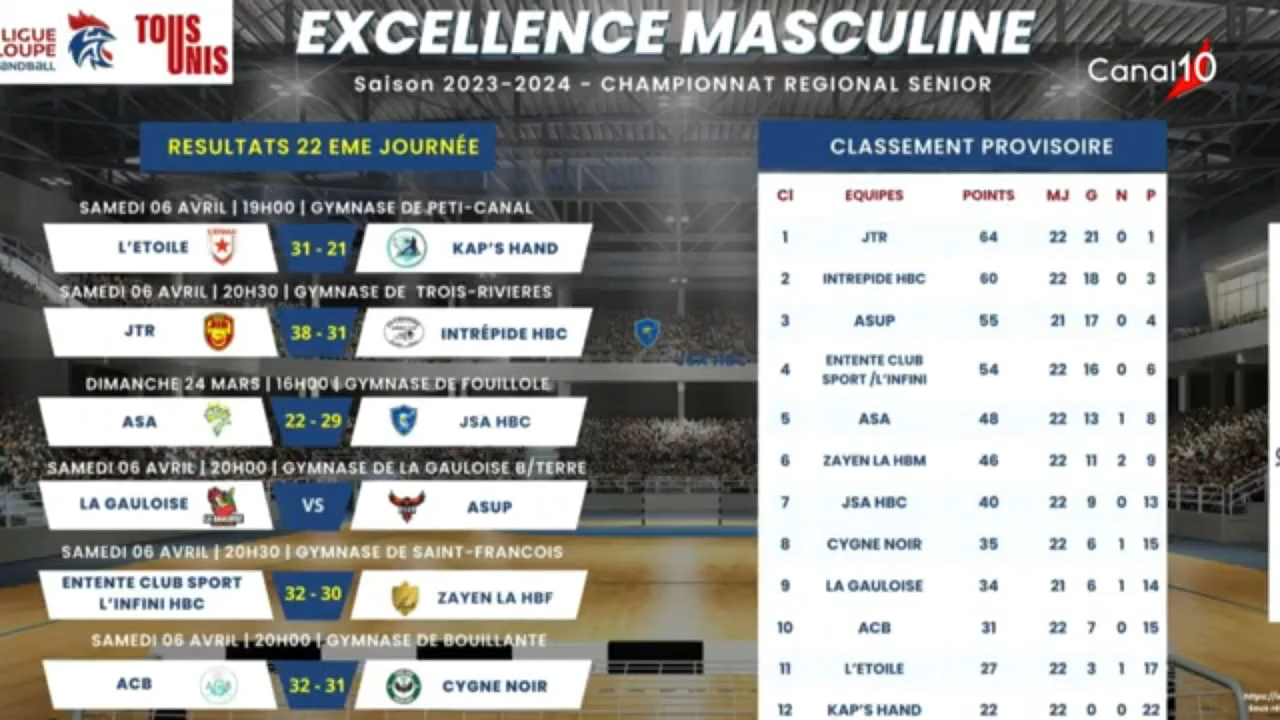 LIGUE
HANDBALL
TOUS
UNIS
EXCELLENCE MASCULINE
Saison 2023-2024 - CHAMPIONNAT REGIONAL SENIOR
Canal10
RESULTATS 22 EME JOURNÉE
SAMEDI 06 AVRIL | 19H00 | GYMNASE DE PETI-CANAL
L'ETOILE 31 - 21 KAP'S HAND
SAMEDI 06 AVRIL | 20H30 | GYMNASE DE TROIS-RIVIERES
JTR 38 - 31 INTRÉPIDE HBC
DIMANCHE 24 MARS | 16H00 | GYMNASE DE FOUILLOLE
ASA 22 - 29 JSA HBC
SAMEDI 06 AVRIL | 20H00 | GYMNASE DE LA GAULOISE B/TERRE
LA GAULOISE VS ASUP
SAMEDI 06 AVRIL | 20H30 | GYMNASE DE SAINT-FRANCOIS
ENTENTE CLUB SPORT
L'INFINI HBC 32 - 30 ZAYEN LA HBF
SAMEDI 06 AVRIL | 20H00 | GYMNASE DE BOUILLANTE
ACB 32 - 31 CYGNE NOIR
JSA HBC
CLASSEMENT PROVISOIRE
Cl EQUIPES POINTS MJ G N P
1 JTR 64 22 21 0 1
2 INTREPIDE HBC 60 22 18 0 3
3 ASUP 55 21 17 0 4
4 ENTENTE CLUB
SPORT /L'INFINI 54 22 16 0 6
5 ASA 48 22 13 1 8
6 ZAYEN LA HBM 46 22 11 2 9
7 JSA HBC 40 22 9 0 13
8 CYGNE NOIR 35 22 6 1 15
9 LA GAULOISE 34 21 6 1 14
10 ACB 31 22 7 0 15
11 L'ETOILE 27 22 3 1 17
12 KAP'S HAND 22 22 0 0 22